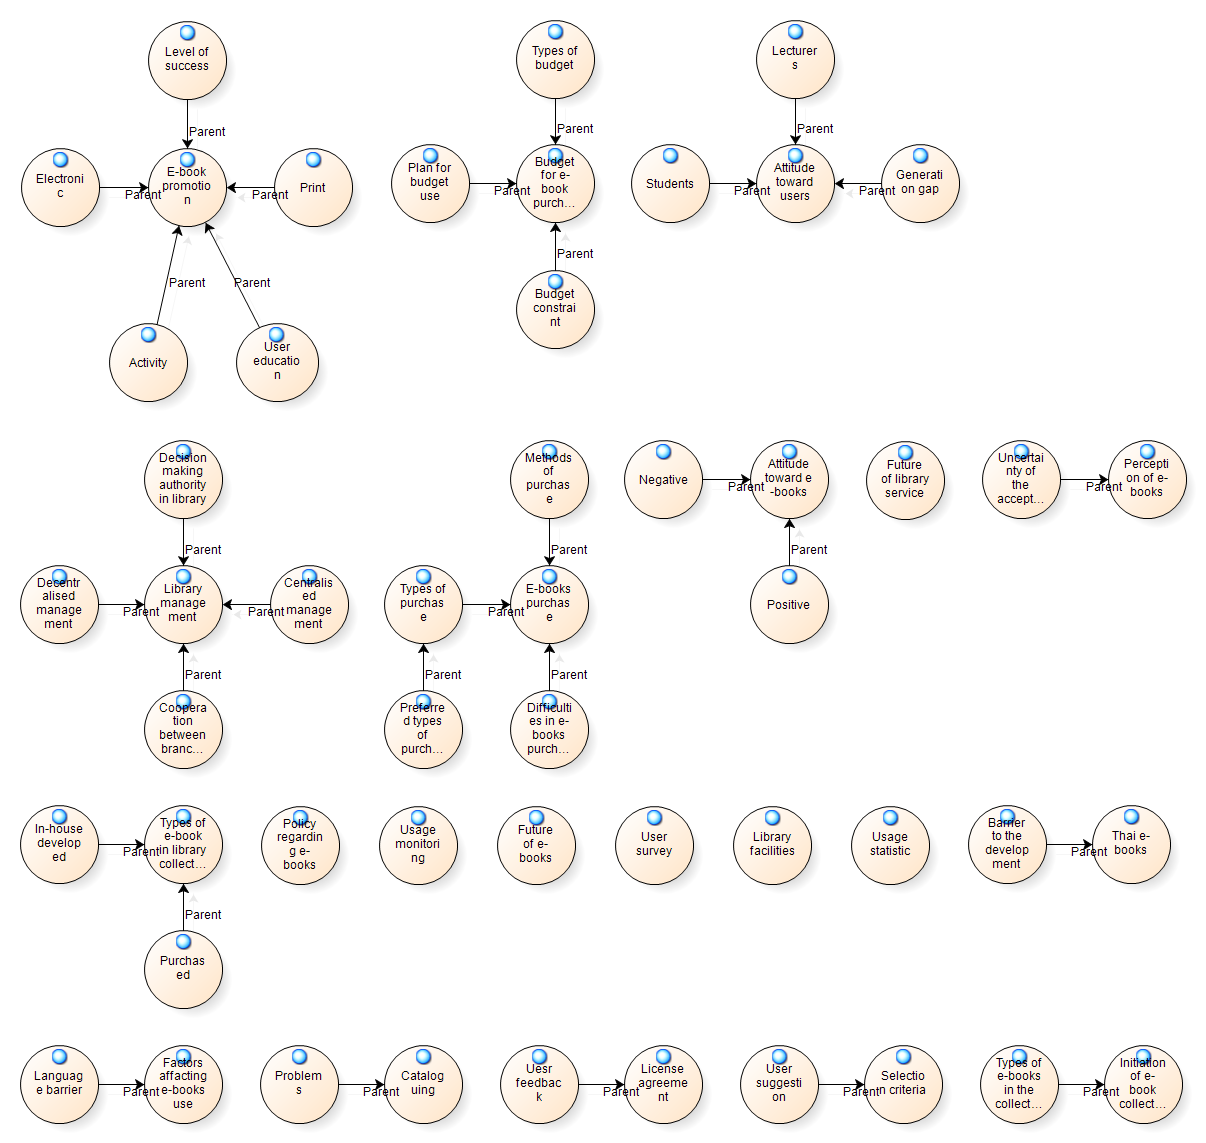 Level of
success
Parent
Electroni
c
Parent
E-book
promotio
n
Parent
Print
Parent
Parent
Activity
User
educatio
n
Types of
budget
Parent
Plan for
budget
use
Parent
Budget
for e-
book
purch...
Parent
Budget
constrai
nt
Lecturer
s
Parent
Students
Parent
Attitude
toward
users
Parent
Generati
on gap
Decision
making
authority
in library
Parent
Decentr
alised
manage
ment
Parent
Library
manage
ment
Parent
Centralis
ed
manage
ment
Parent
Coopera
tion
between
branc...
Methods
of
purchas
e
Parent
Types of
purchas
e
Parent
E-books
purchas
e
Parent
Parent
Preferre
d types
of
purch...
Difficulti
es in e-
books
purch...
Negative
Parent
Attitude
toward e
-books
Parent
Positive
Future
of library
service
Uncertai
nty of
the
accept...
Parent
Percepti
on of e-
books
In-house
develop
ed
Parent
Types of
e-book
in library
collect...
Parent
Purchas
ed
Policy
regardin
g e-
books
Usage
monitori
ng
Future
of e-
books
User
survey
Library
facilities
Usage
statistic
Barrier
to the
develop
ment
Parent
Thai e-
books
Languag
e barrier
Parent
Factors
affacting
e-books
use
Problem
s
Parent
Catalog
uing
Uesr
feedbac
k
Parent
License
agreeme
nt
User
suggesti
on
Parent
Selectio
n criteria
Types of
e-books
in the
collect...
Parent
Initiation
of e-
book
collect...